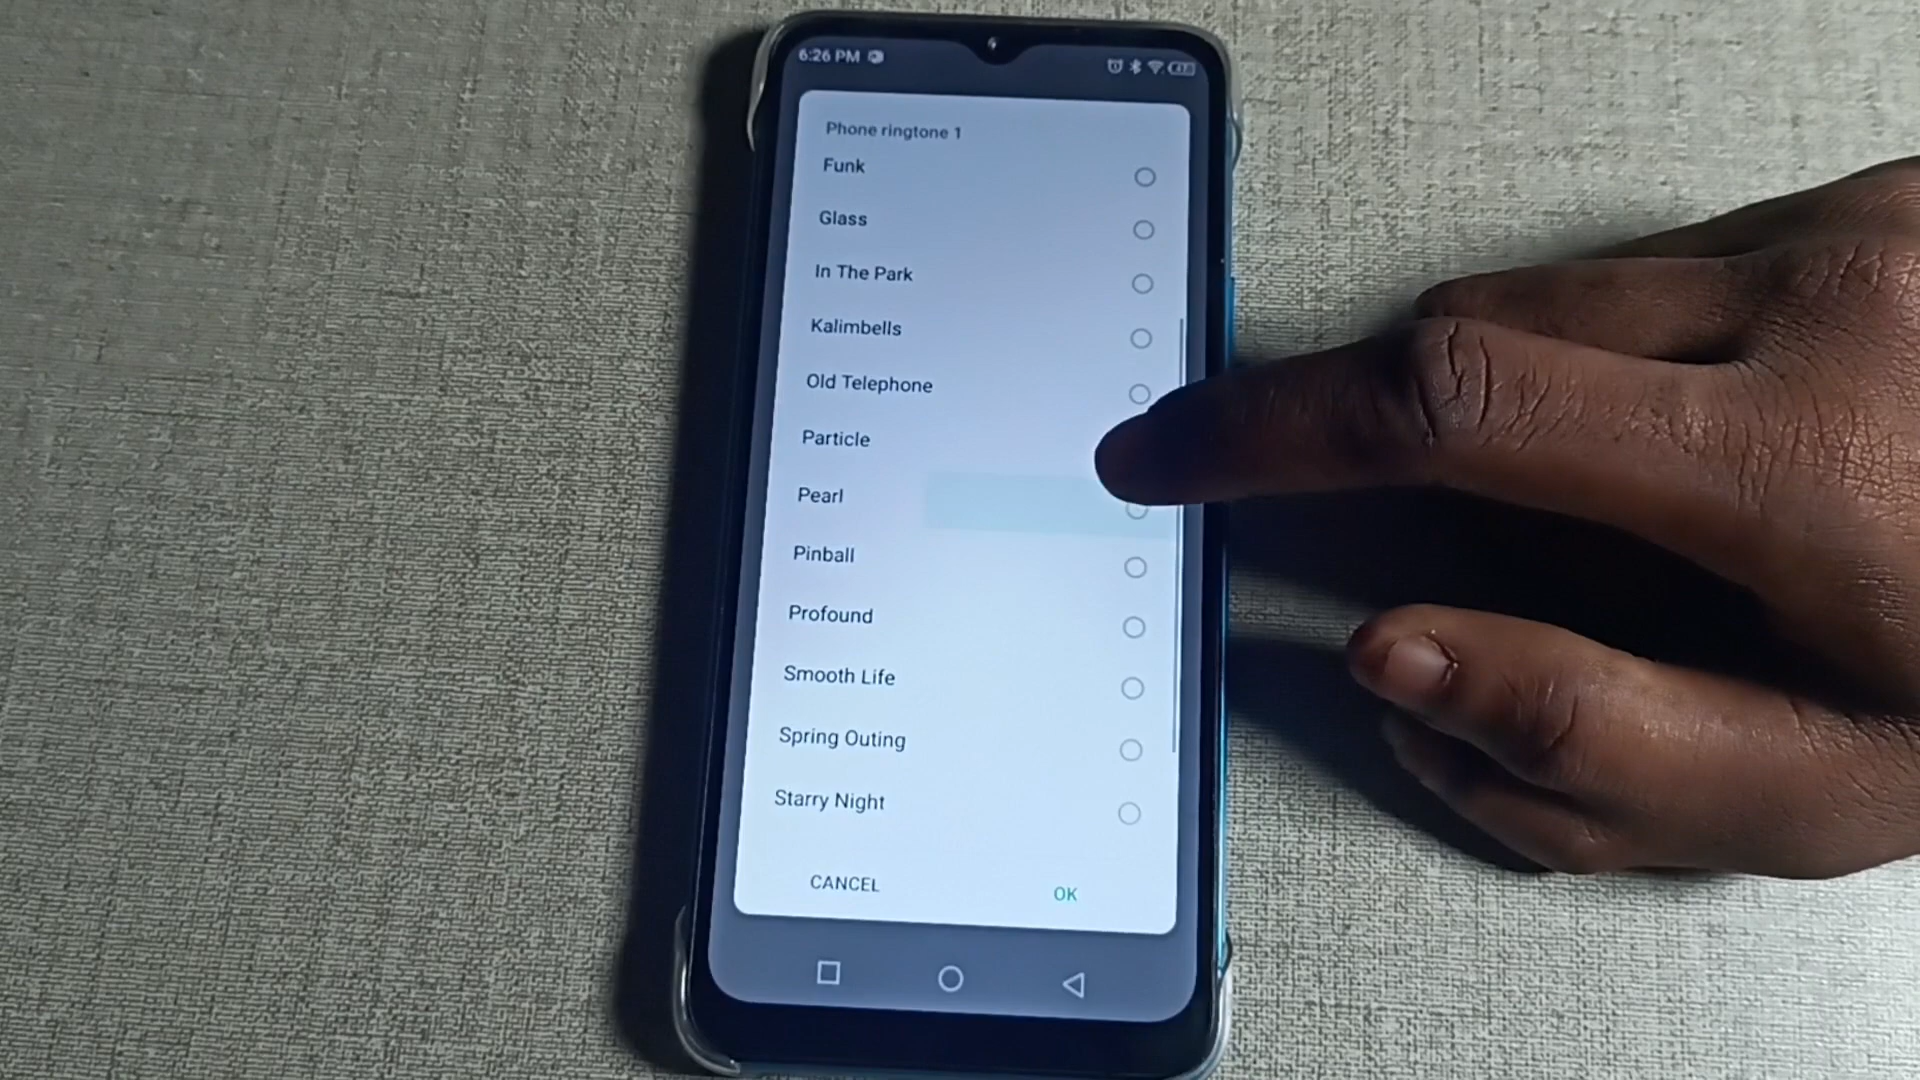 6:26 PM
Phone ringtone 1
Funk
Glass
In The Park
Kalimbells
Old Telephone
Particle
Pearl
Pinball
Profound
Smooth Life
Spring Outing
Starry Night
CANCEL OK